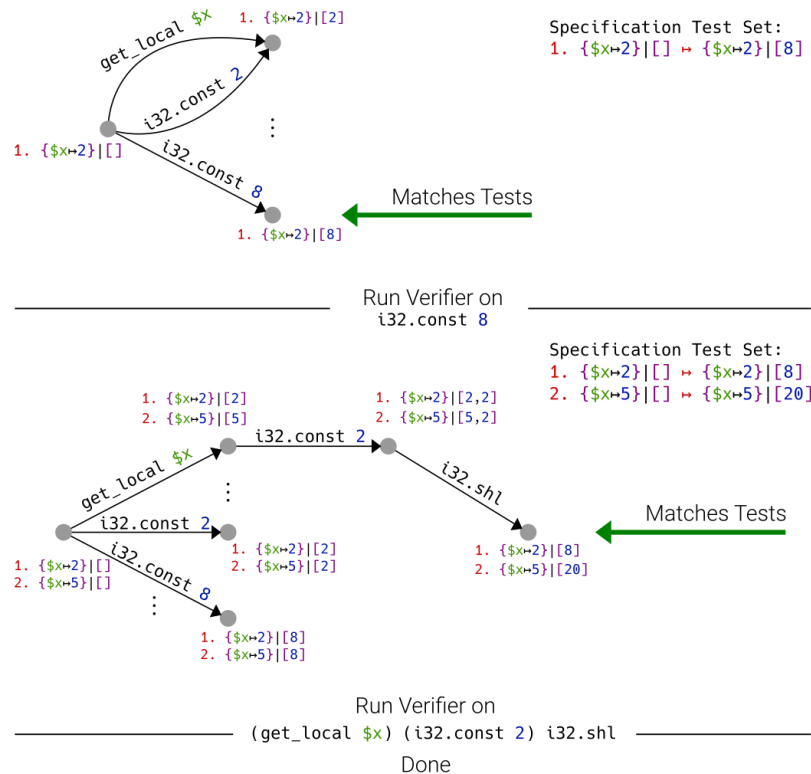 1. {$x↦2}|[2]
get_local $x
i32.const 2
⋮
1. {$x↦2}|[]
i32.const 8
1. {$x↦2}|[8]
Specification Test Set:
1. {$x↦2}|[] ↦ {$x↦2}|[8]
Matches Tests
Run Verifier on
i32.const 8
Specification Test Set:
1. {$x↦2}|[] ↦ {$x↦2}|[8]
2. {$x↦5}|[] ↦ {$x↦5}|[20]
1. {$x↦2}|[2]
2. {$x↦5}|[5]
1. {$x↦2}|[2,2]
2. {$x↦5}|[5,2]
i32.const 2
get_local $x
i32.shl
⋮
i32.const 2
Matches Tests
1. {$x↦2}|[]
2. {$x↦5}|[]
1. {$x↦2}|[2]
2. {$x↦5}|[2]
1. {$x↦2}|[8]
2. {$x↦5}|[20]
i32.const 8
⋮
1. {$x↦2}|[8]
2. {$x↦5}|[8]
Run Verifier on
(get_local $x) (i32.const 2) i32.shl
Done